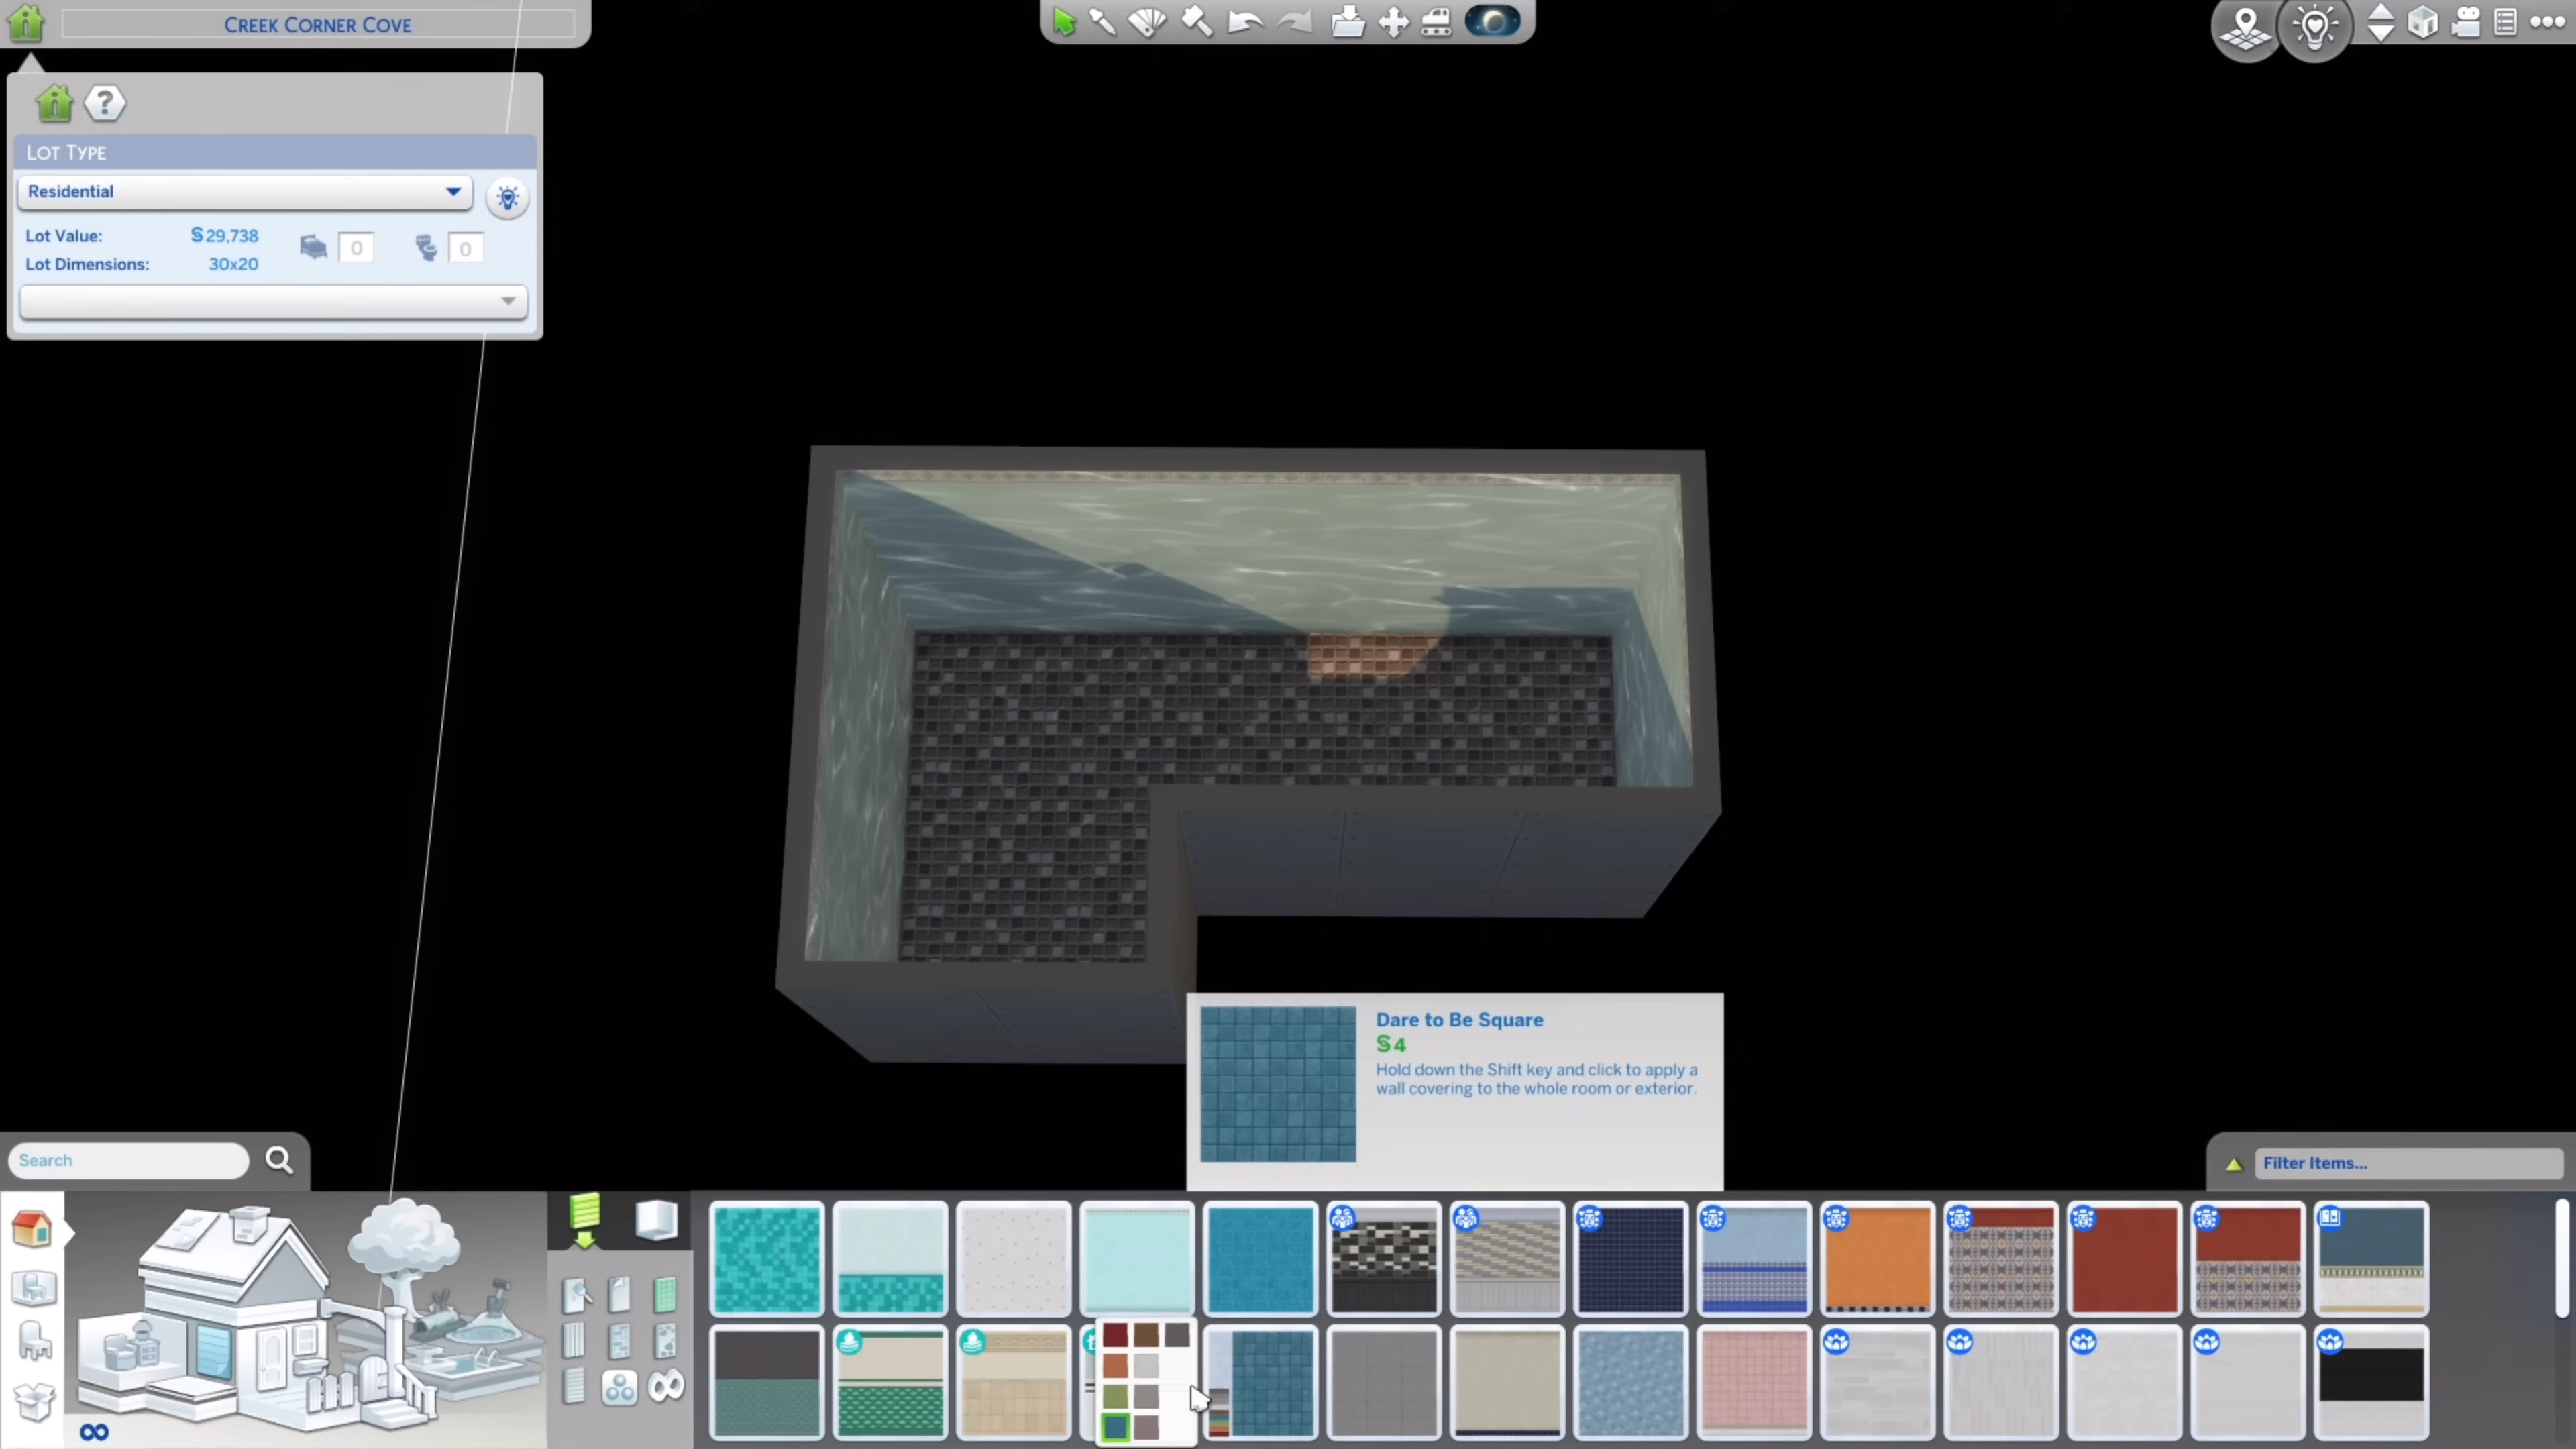 CREEK CORNER COVE
LOT TYPE
Residential
Lot Value: §29,738
0
0
Lot Dimensions: 30x20
Dare to Be Square
§4
Hold down the Shift key and click to apply a
wall covering to the whole room or exterior.
Search
Filter Items...